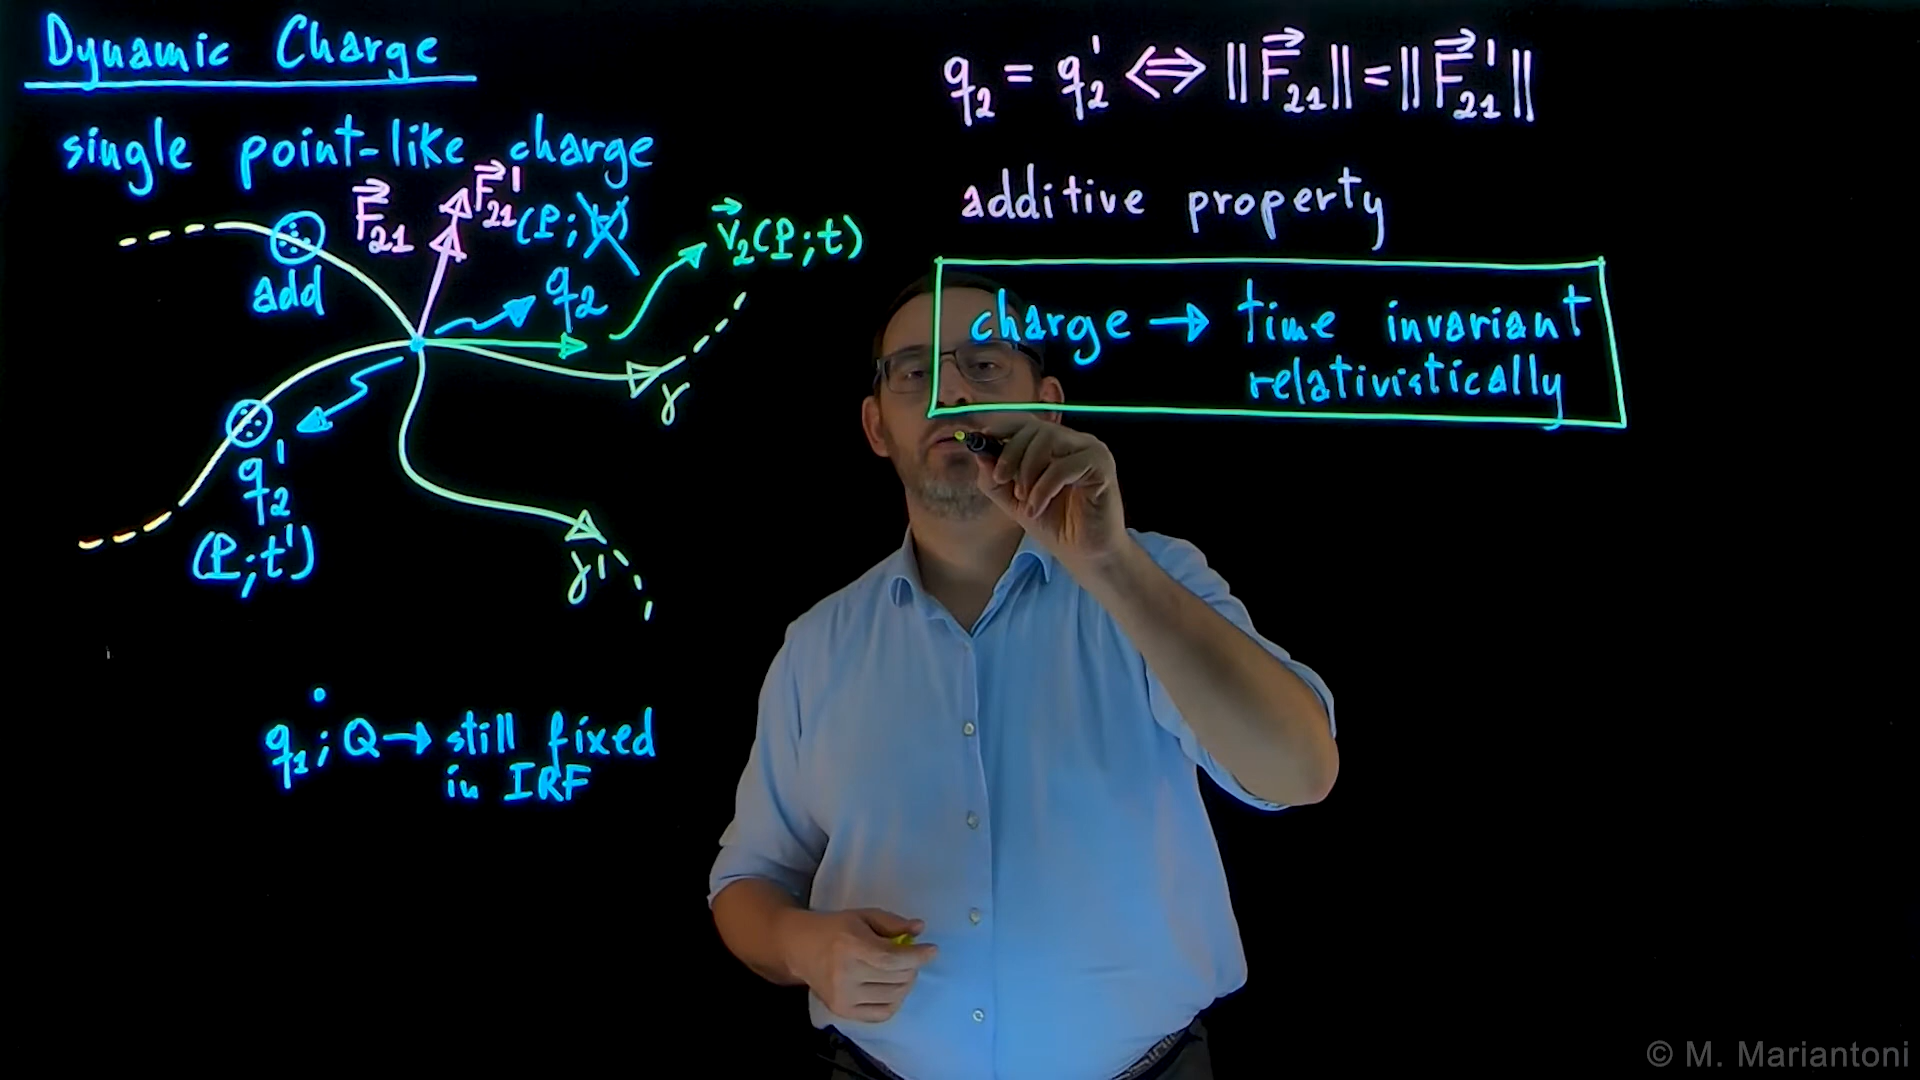 Dynamic Charge
single point-like charge
F⃗₂₁ F⃗'₂₁
(P; t)
q₂
v⃗₂(P; t)
add
γ
q'₂
(P; t')
γ'
q₁; Q → still fixed
in IRF
q₂ = q'₂ ⇔ ‖F⃗₂₁‖ = ‖F⃗'₂₁‖
additive property
charge → time invariant
relativistically
© M. Mariantoni